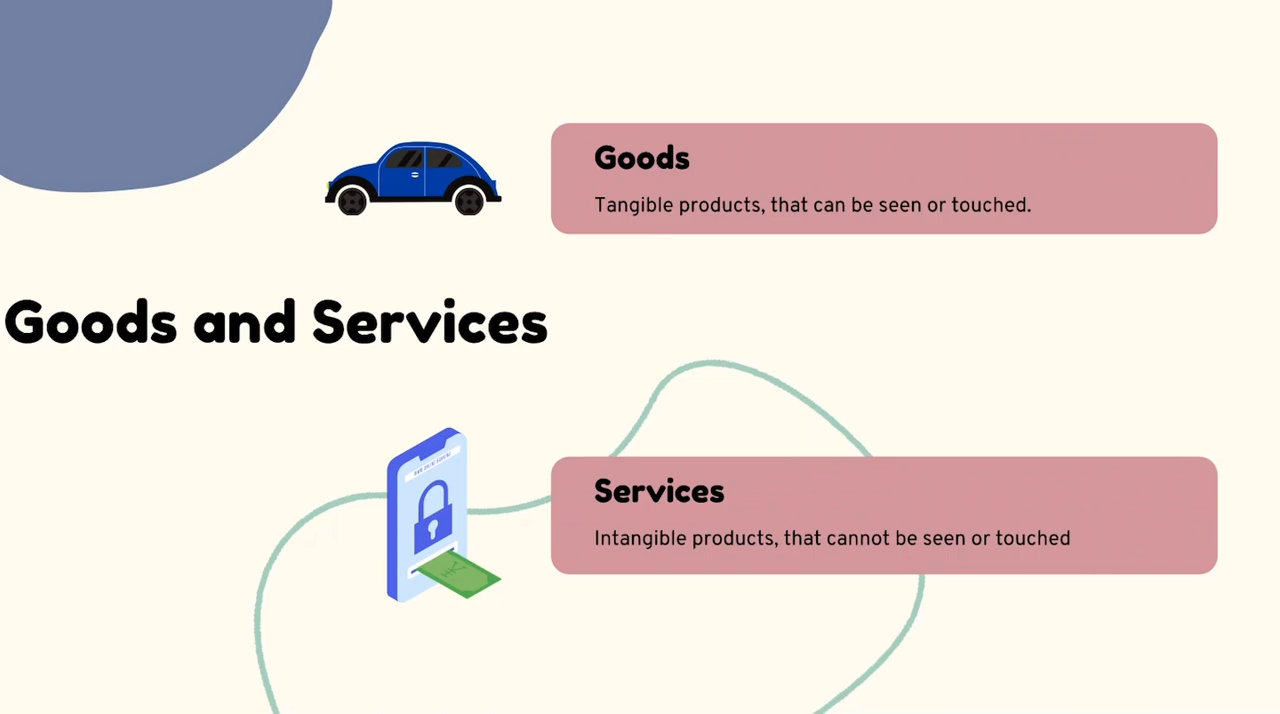 Goods
Tangible products, that can be seen or touched.
Goods and Services
Services
Intangible products, that cannot be seen or touched